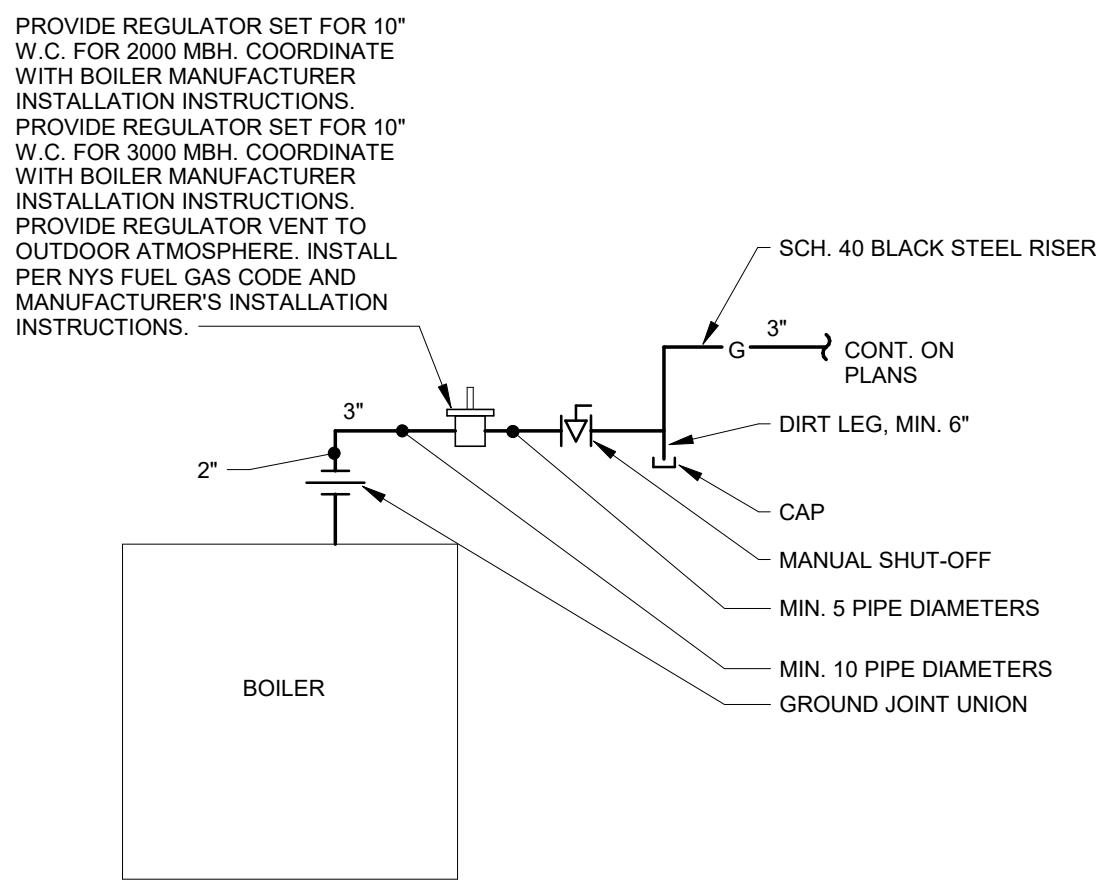 PROVIDE REGULATOR SET FOR 10"
W.C. FOR 2000 MBH. COORDINATE
WITH BOILER MANUFACTURER
INSTALLATION INSTRUCTIONS.
PROVIDE REGULATOR SET FOR 10"
W.C. FOR 3000 MBH. COORDINATE
WITH BOILER MANUFACTURER
INSTALLATION INSTRUCTIONS.
PROVIDE REGULATOR VENT TO
OUTDOOR ATMOSPHERE. INSTALL
PER NYS FUEL GAS CODE AND
MANUFACTURER'S INSTALLATION
INSTRUCTIONS.
SCH. 40 BLACK STEEL RISER
3"
G
CONT. ON
PLANS
3"
DIRT LEG, MIN. 6"
2"
CAP
MANUAL SHUT-OFF
MIN. 5 PIPE DIAMETERS
MIN. 10 PIPE DIAMETERS
GROUND JOINT UNION
BOILER